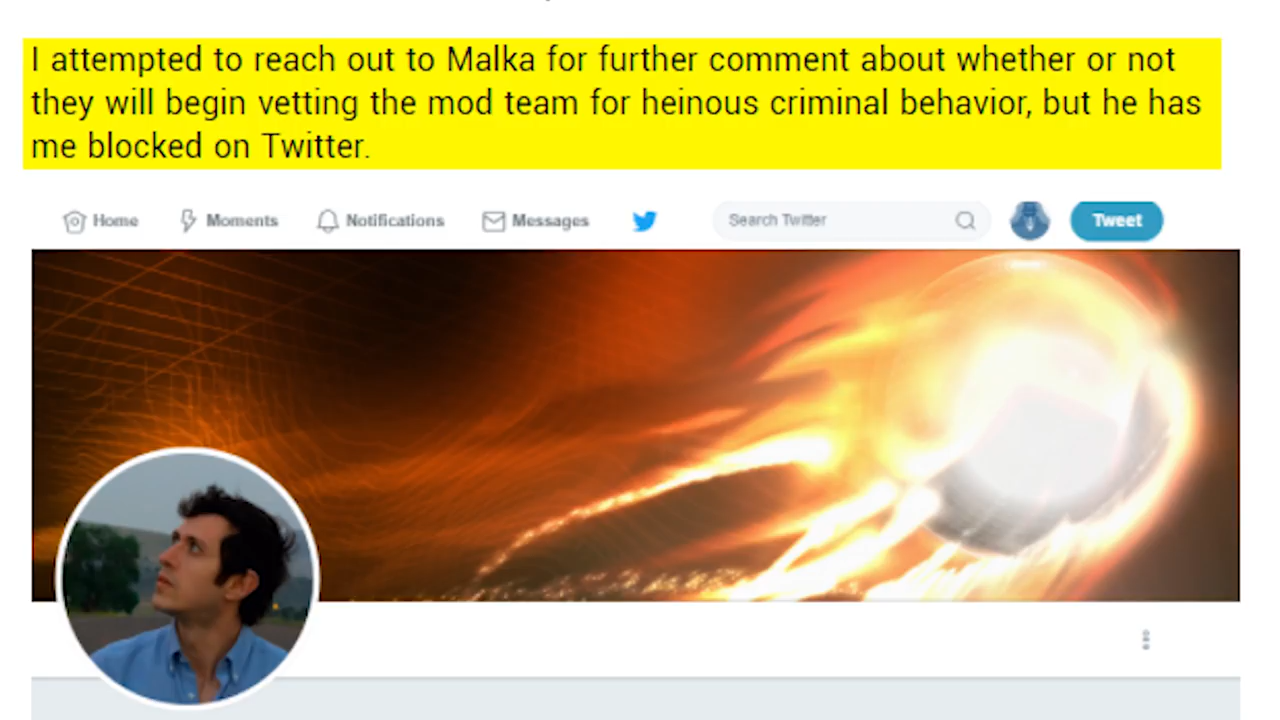 I attempted to reach out to Malka for further comment about whether or not
they will begin vetting the mod team for heinous criminal behavior, but he has
me blocked on Twitter.
Home Moments Notifications Messages Search Twitter Tweet